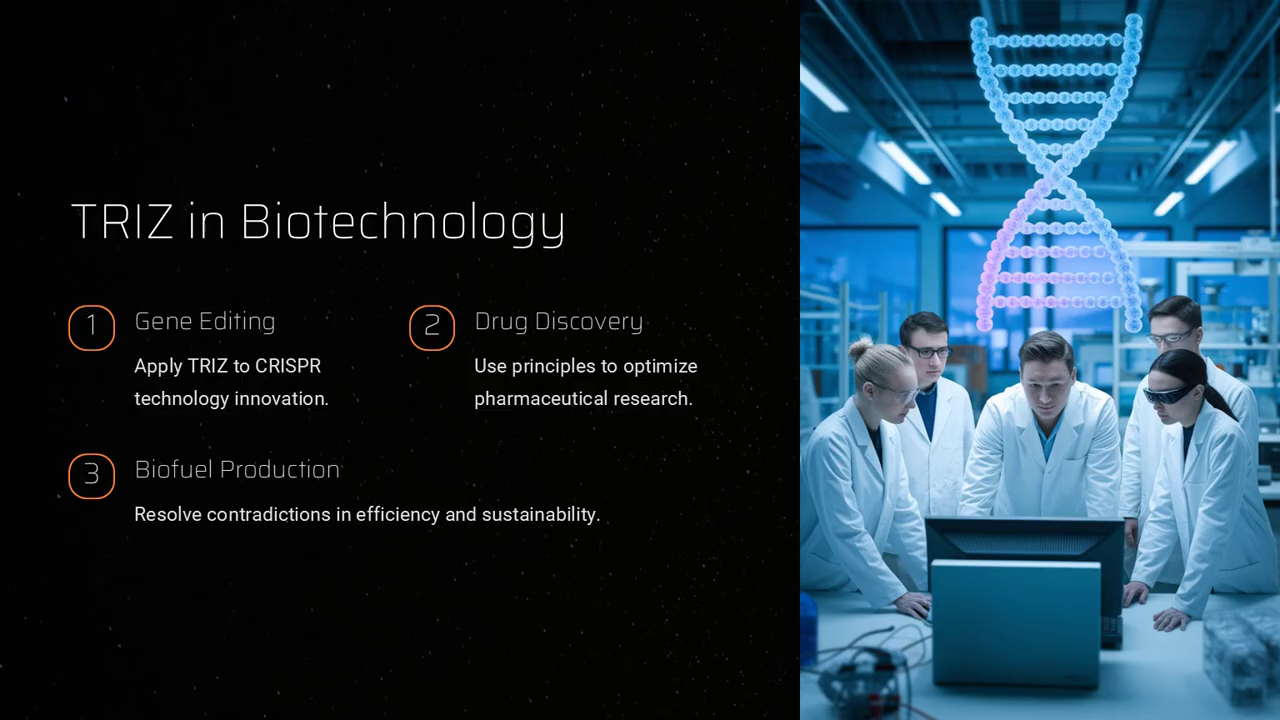 TRIZ in Biotechnology
1
Gene Editing
Apply TRIZ to CRISPR
technology innovation.
2
Drug Discovery
Use principles to optimize
pharmaceutical research.
3
Biofuel Production
Resolve contradictions in efficiency and sustainability.